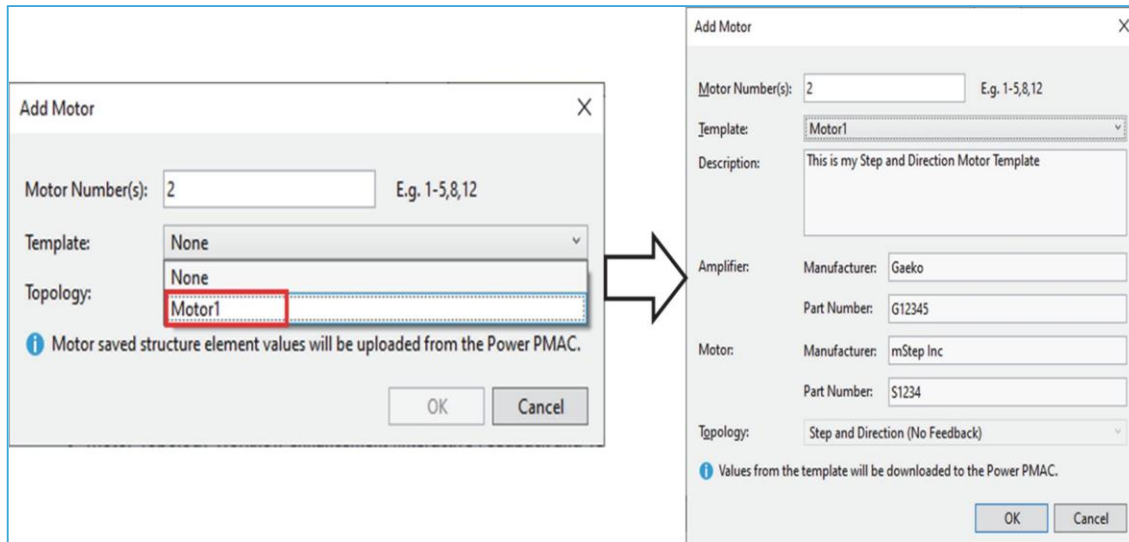 Add Motor
Motor Number(s): 2 E.g. 1-5,8,12
Template: None
None
Topology:
Motor1
Motor saved structure element values will be uploaded from the Power PMAC.
OK Cancel
Add Motor
Motor Number(s): 2 E.g. 1-5,8,12
Template: Motor1
Description: This is my Step and Direction Motor Template
Amplifier: Manufacturer: Gaeko
Part Number: G12345
Motor: Manufacturer: mStep Inc
Part Number: S1234
Topology: Step and Direction (No Feedback)
Values from the template will be downloaded to the Power PMAC.
OK Cancel